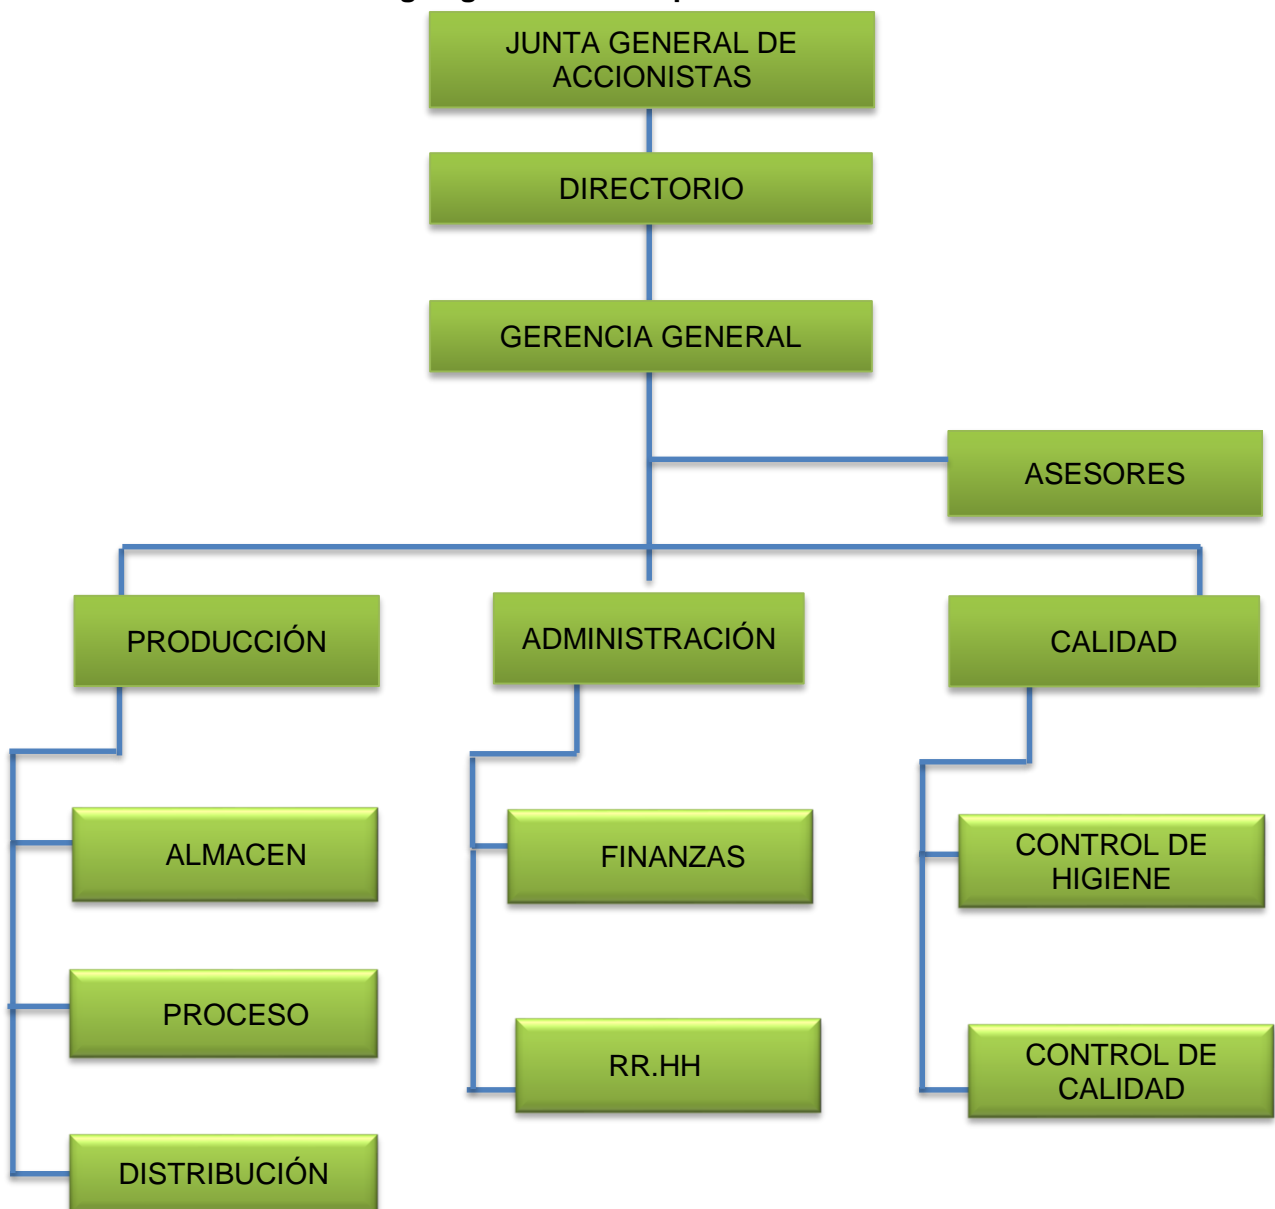 JUNTA GENERAL DE
ACCIONISTAS
DIRECTORIO
GERENCIA GENERAL
ASESORES
PRODUCCIÓN
ADMINISTRACIÓN
CALIDAD
ALMACEN
FINANZAS
CONTROL DE
HIGIENE
PROCESO
RR.HH
CONTROL DE
CALIDAD
DISTRIBUCIÓN